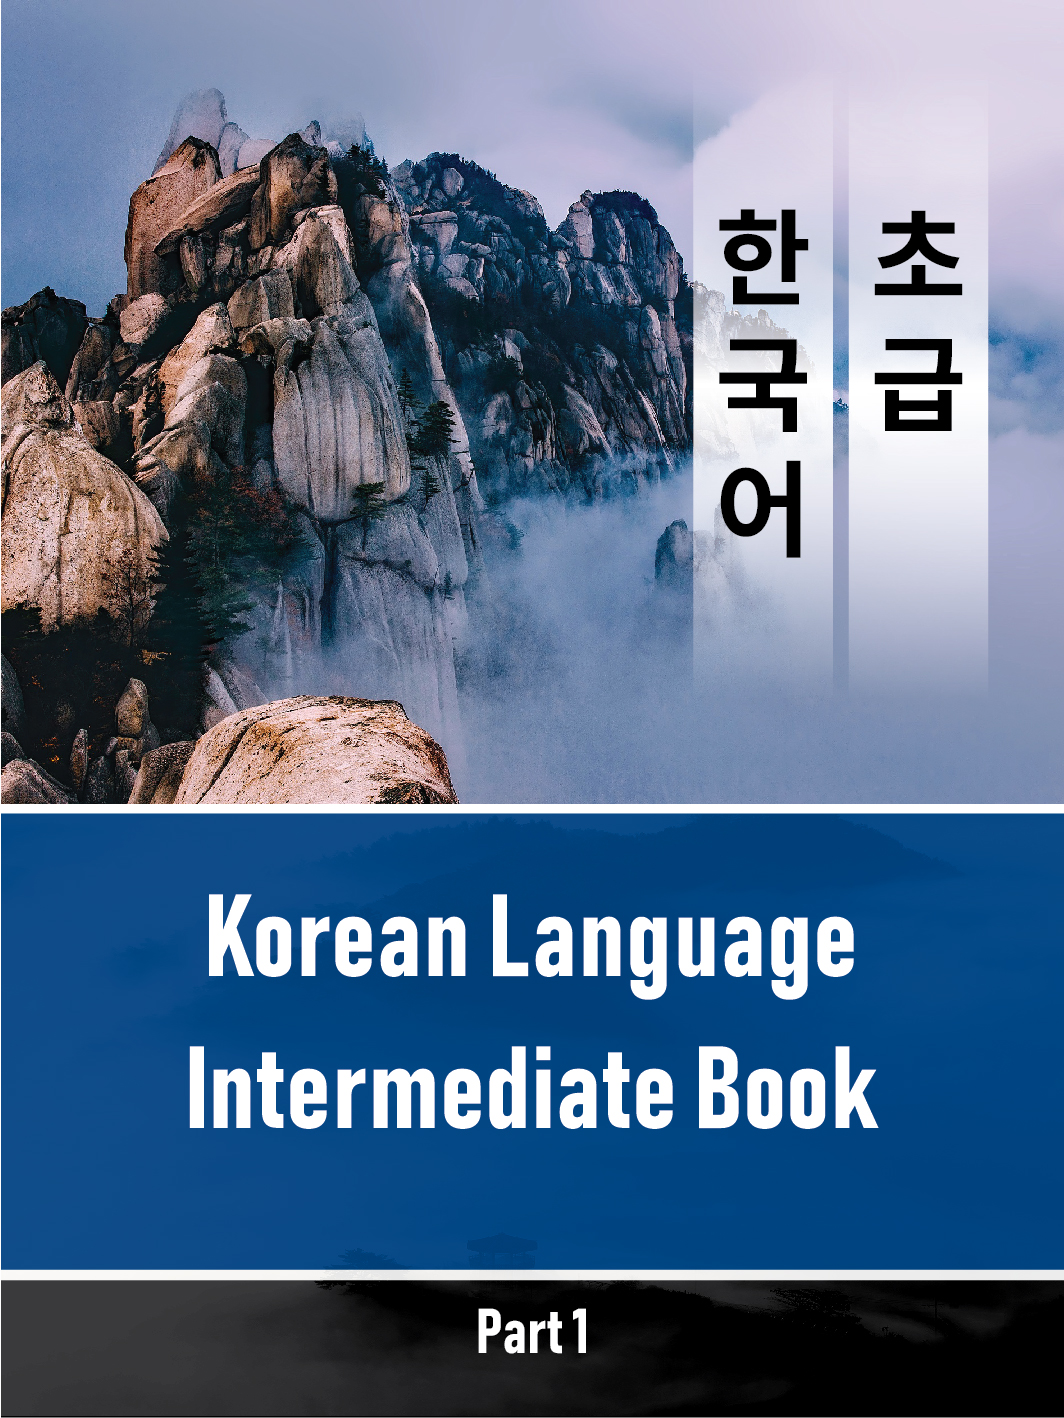 한국어
초급
Korean Language
Intermediate Book
Part 1